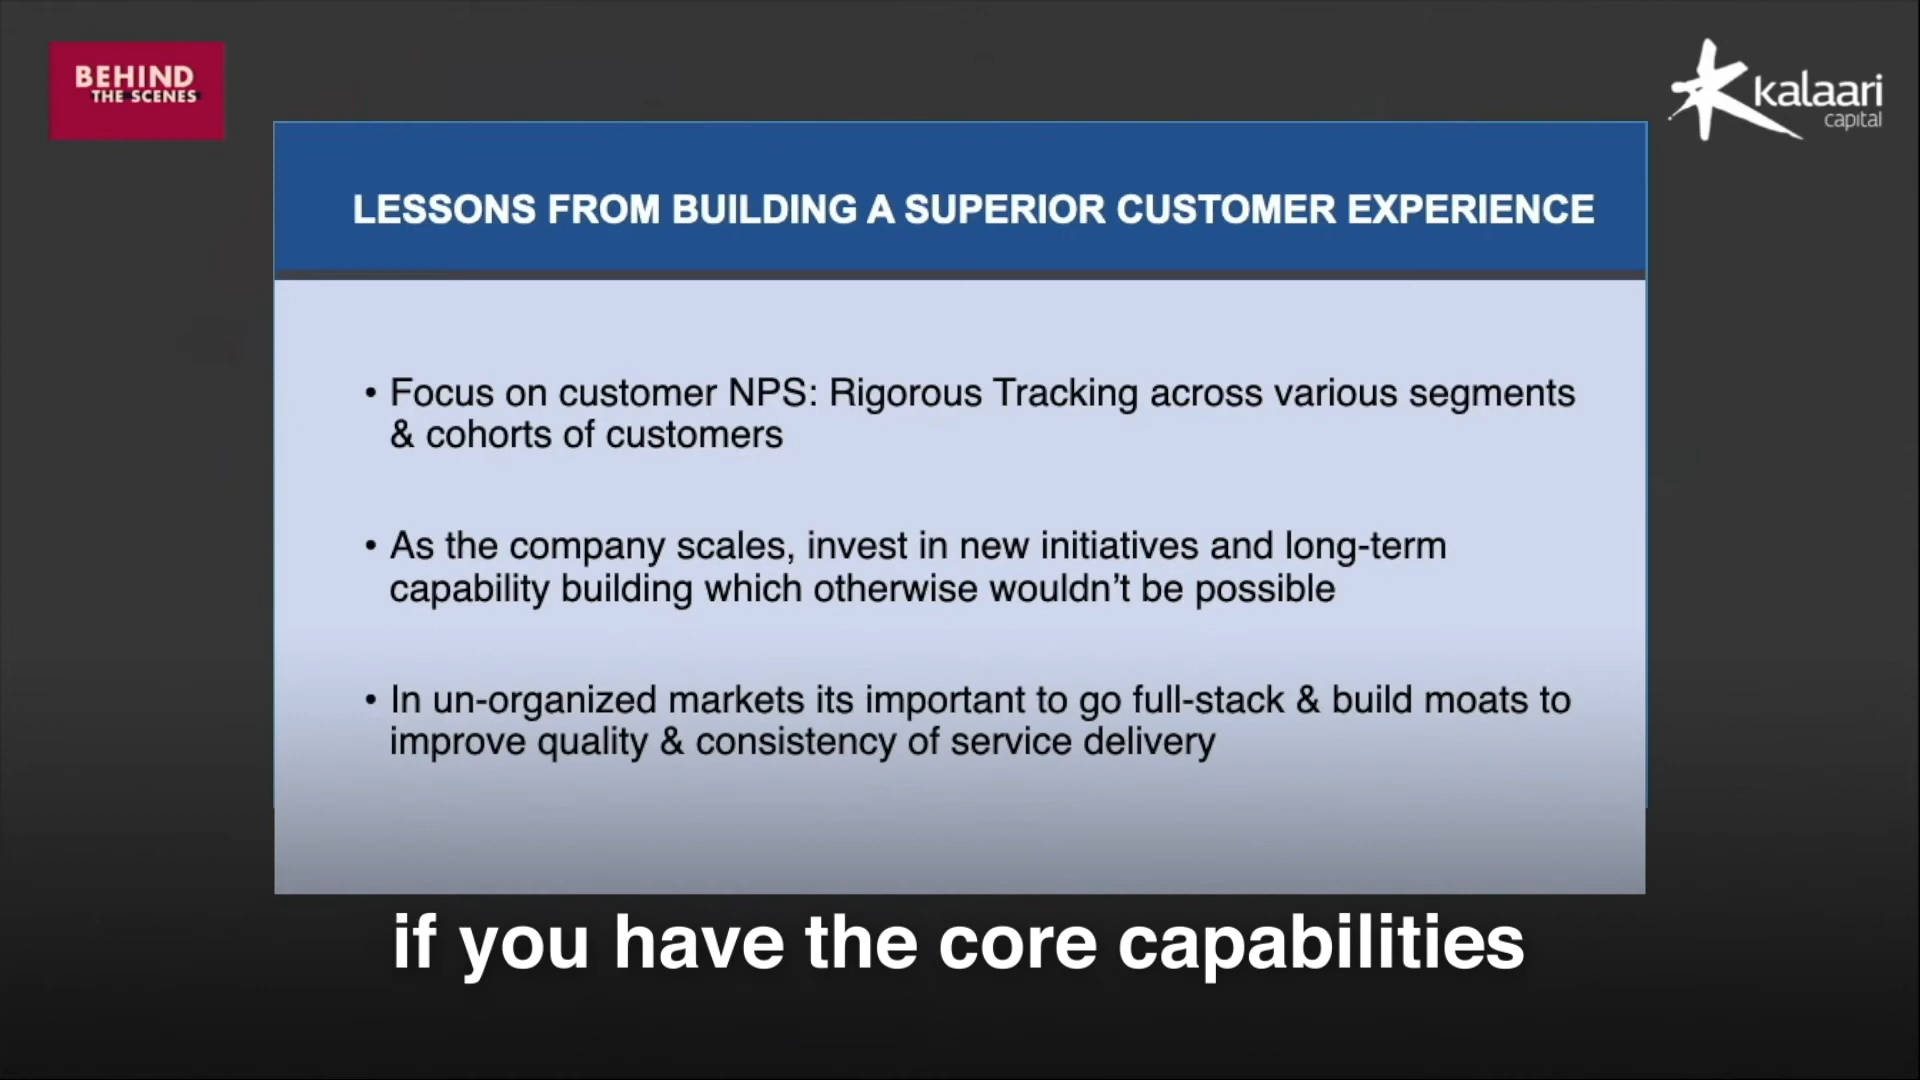 BEHIND
THE SCENES
kalaari
capital
LESSONS FROM BUILDING A SUPERIOR CUSTOMER EXPERIENCE
• Focus on customer NPS: Rigorous Tracking across various segments
& cohorts of customers
• As the company scales, invest in new initiatives and long-term
capability building which otherwise wouldn't be possible
• In un-organized markets its important to go full-stack & build moats to
improve quality & consistency of service delivery
if you have the core capabilities